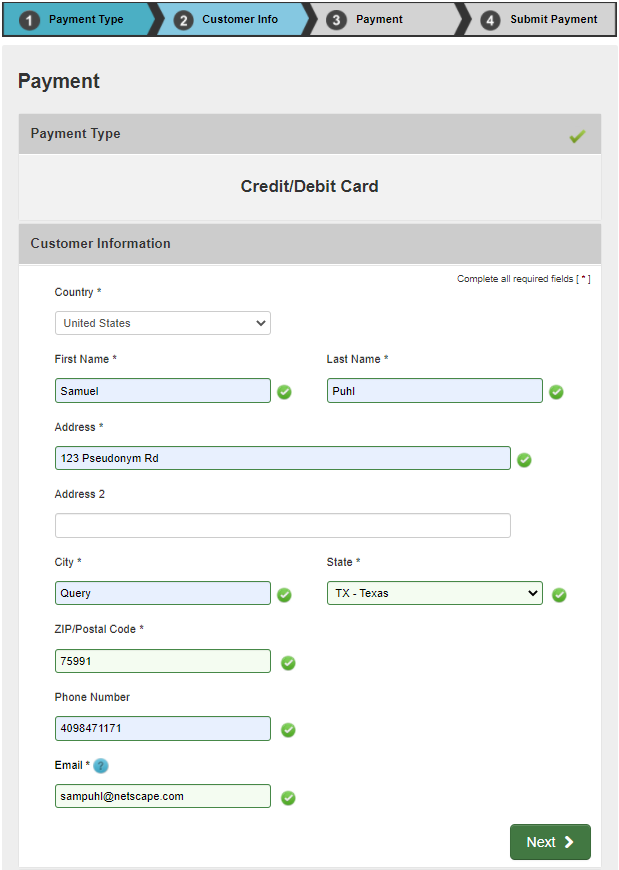 1 Payment Type 2 Customer Info 3 Payment 4 Submit Payment
Payment
Payment Type
Credit/Debit Card
Customer Information
Complete all required fields [ * ]
Country *
United States
First Name * Last Name *
Samuel Puhl
Address *
123 Pseudonym Rd
Address 2
City * State *
Query TX - Texas
ZIP/Postal Code *
75991
Phone Number
4098471171
Email * ?
sampuhl@netscape.com
Next